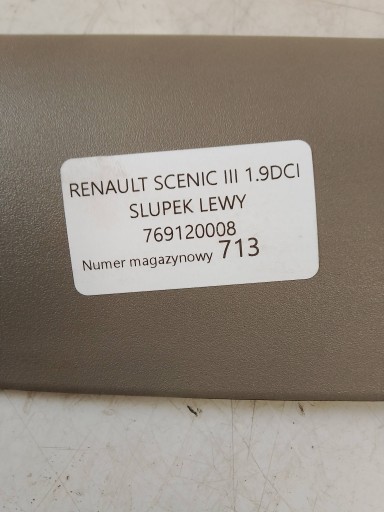 RENAULT SCENIC III 1.9DCI
SLUPEK LEWY
769120008
Numer magazynowy 713